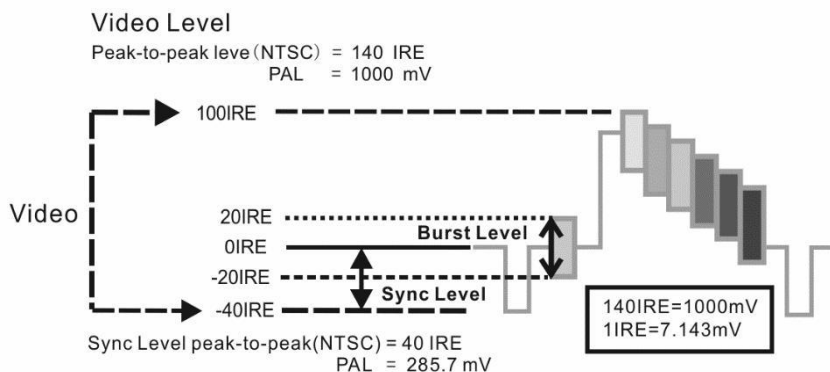 Video Level
Peak-to-peak leve(NTSC) = 140 IRE
PAL = 1000 mV
100IRE
Video
20IRE
Burst Level
0IRE
-20IRE
Sync Level
-40IRE
140IRE=1000mV
1IRE=7.143mV
Sync Level peak-to-peak(NTSC) = 40 IRE
PAL = 285.7 mV